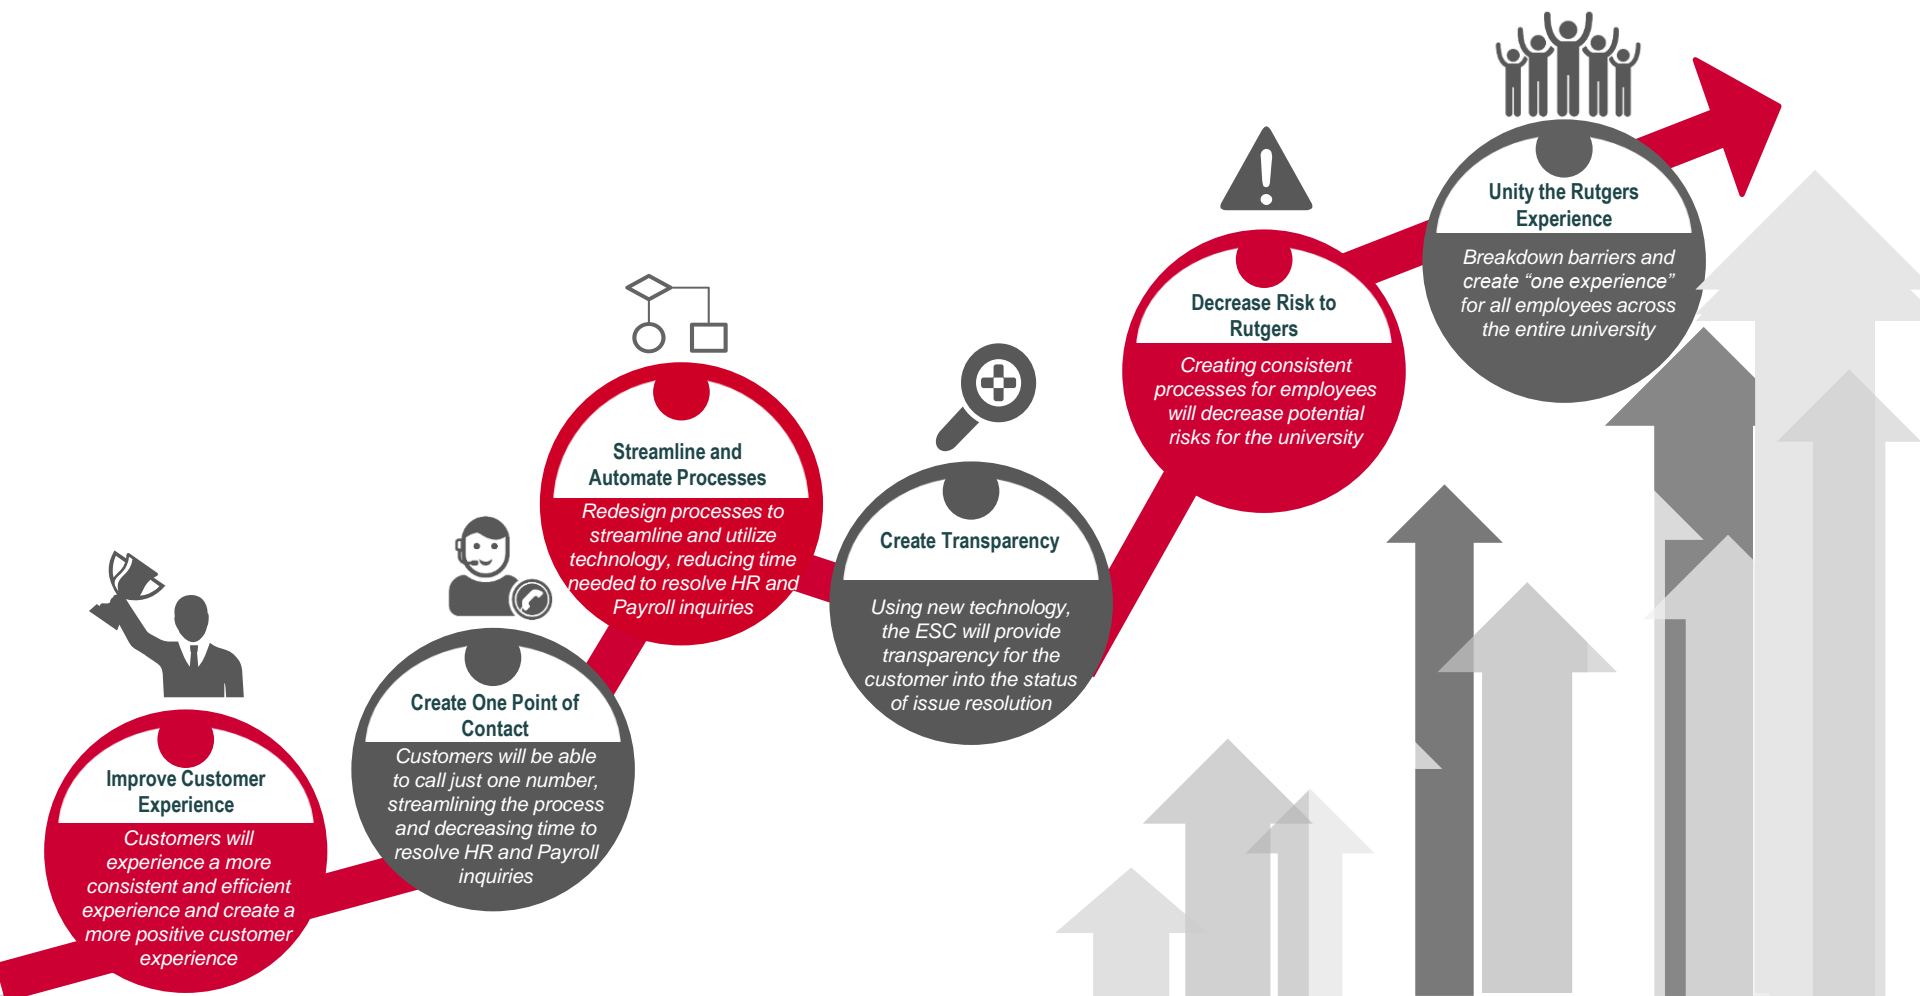 Improve Customer
Experience
Customers will
experience a more
consistent and efficient
experience and create a
more positive customer
experience
Create One Point of
Contact
Customers will be able
to call just one number,
streamlining the process
and decreasing time to
resolve HR and Payroll
inquiries
Streamline and
Automate Processes
Redesign processes to
streamline and utilize
technology, reducing time
needed to resolve HR and
Payroll inquiries
Create Transparency
Using new technology,
the ESC will provide
transparency for the
customer into the status
of issue resolution
Decrease Risk to
Rutgers
Creating consistent
processes for employees
will decrease potential
risks for the university
Unity the Rutgers
Experience
Breakdown barriers and
create “one experience”
for all employees across
the entire university